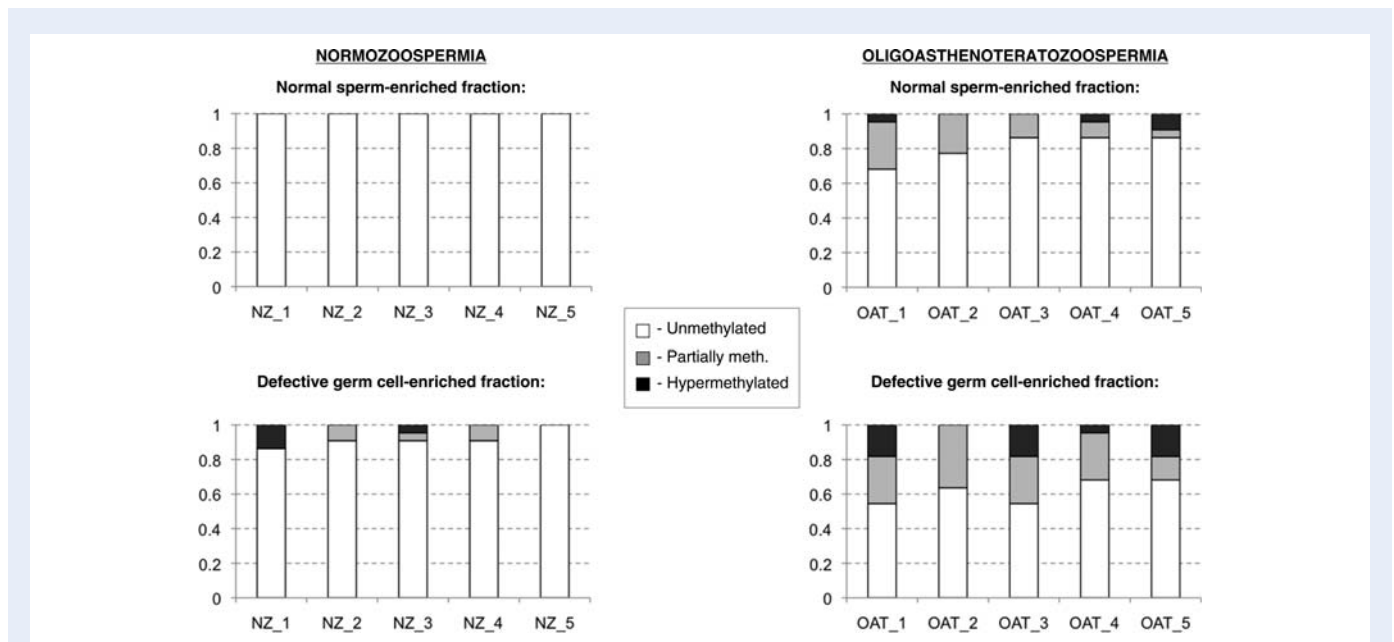 NORMOZOOSPERMIA
Normal sperm-enriched fraction:
1
0.8
0.6
0.4
0.2
0
NZ_1 NZ_2 NZ_3 NZ_4 NZ_5
Defective germ cell-enriched fraction:
1
0.8
0.6
0.4
0.2
0
NZ_1 NZ_2 NZ_3 NZ_4 NZ_5
- Unmethylated
- Partially meth.
- Hypermethylated
OLIGOASTHENOTERATOZOOSPERMIA
Normal sperm-enriched fraction:
1
0.8
0.6
0.4
0.2
0
OAT_1 OAT_2 OAT_3 OAT_4 OAT_5
Defective germ cell-enriched fraction:
1
0.8
0.6
0.4
0.2
0
OAT_1 OAT_2 OAT_3 OAT_4 OAT_5